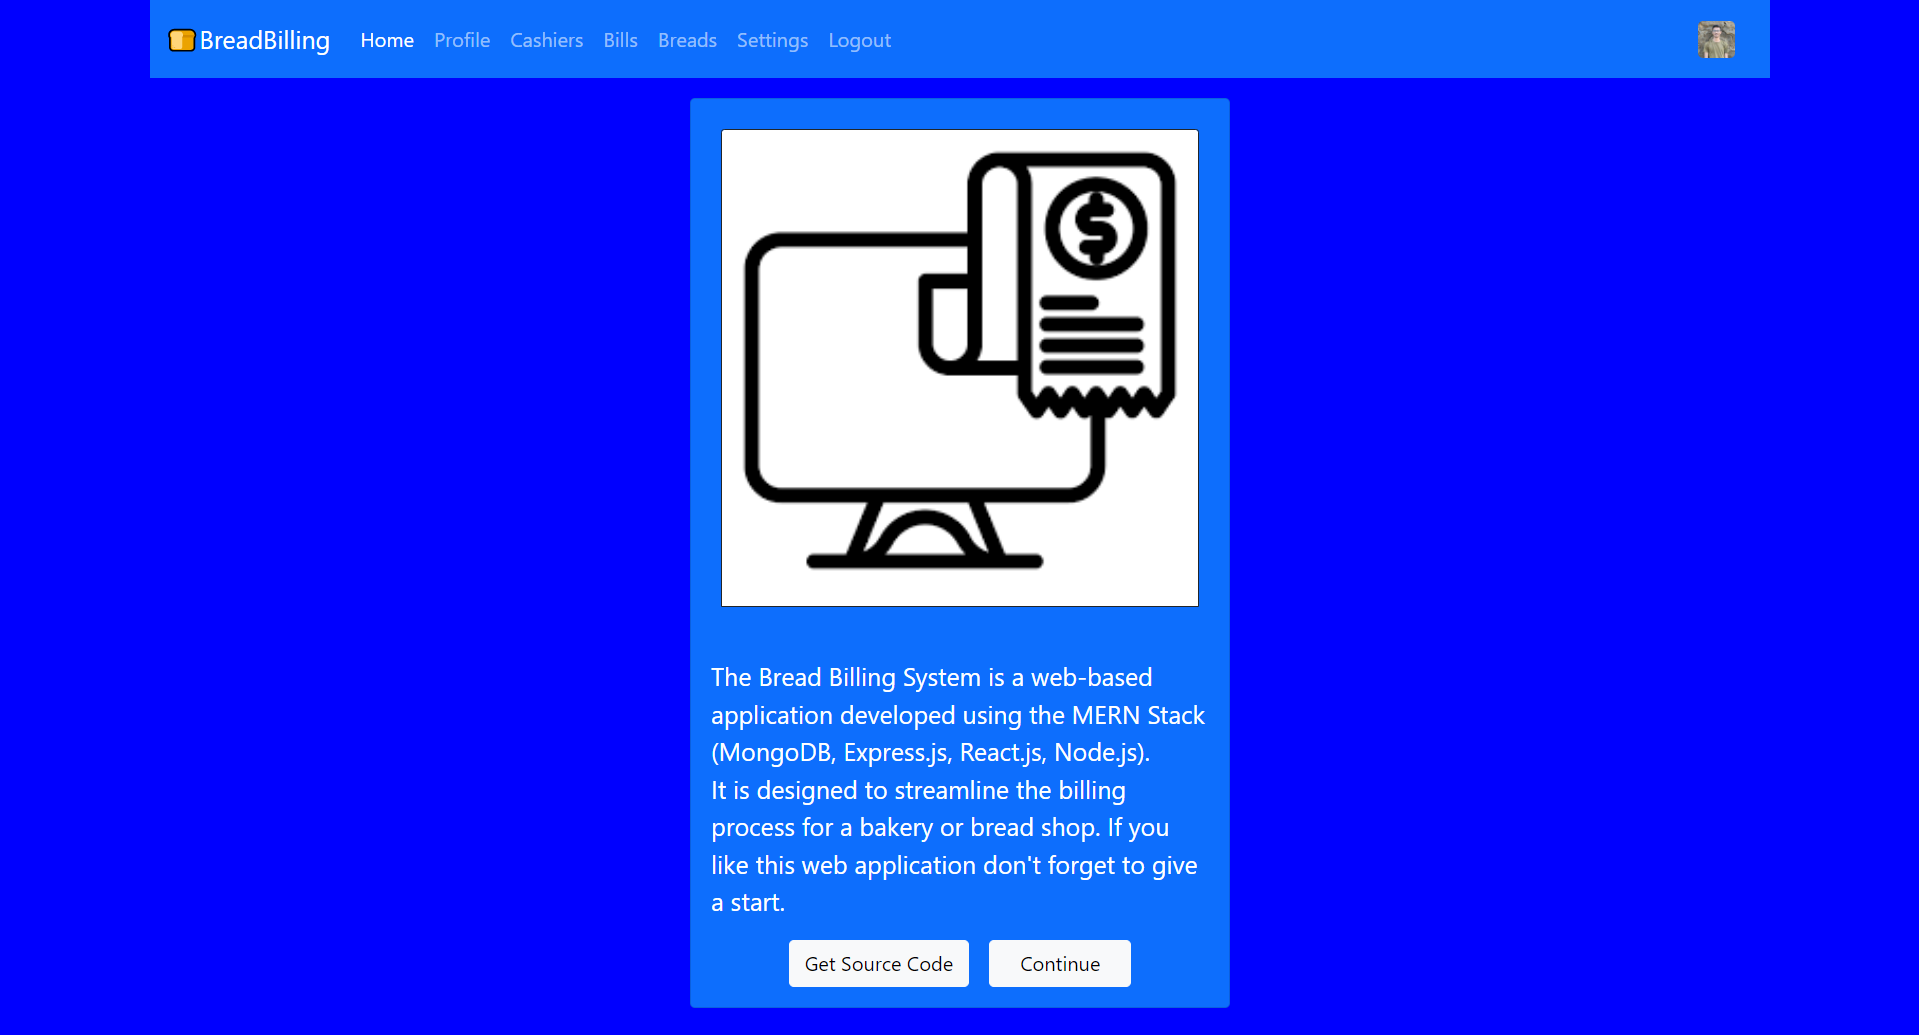 BreadBilling Home Profile Cashiers Bills Breads Settings Logout
$
The Bread Billing System is a web-based
application developed using the MERN Stack
(MongoDB, Express.js, React.js, Node.js).
It is designed to streamline the billing
process for a bakery or bread shop. If you
like this web application don't forget to give
a start.
Get Source Code Continue